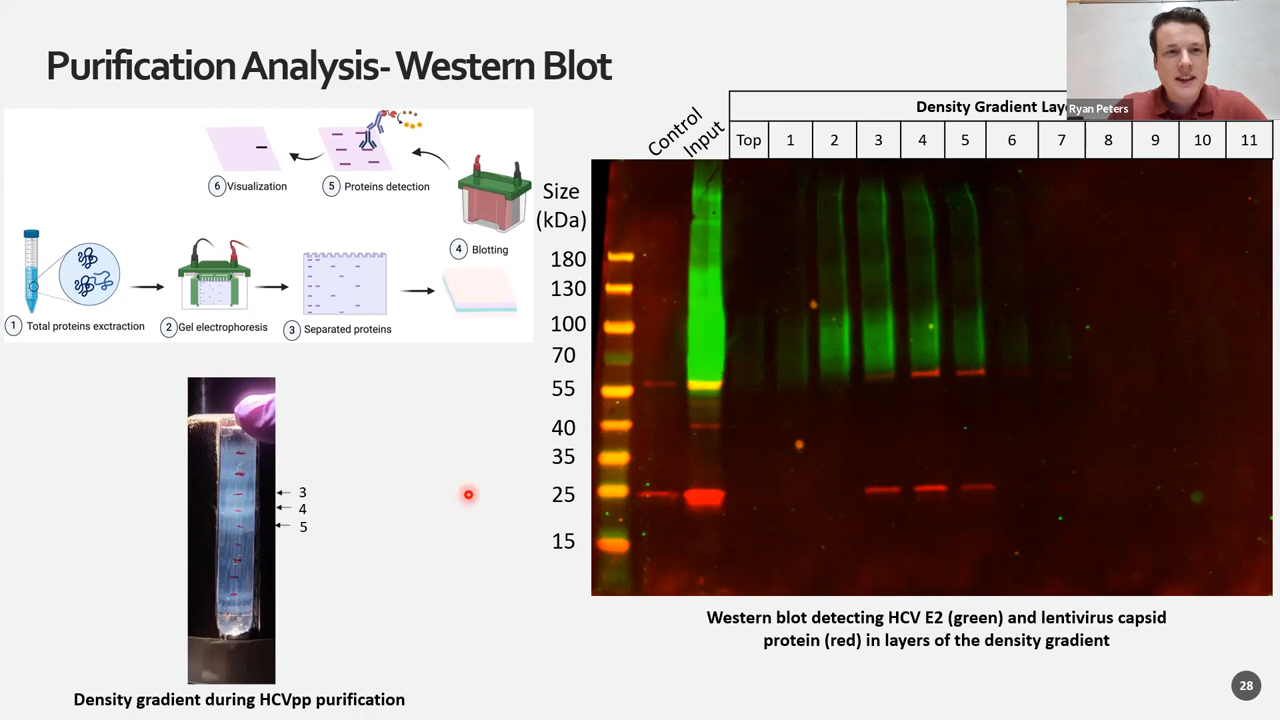 Purification Analysis- Western Blot
Ryan Peters
6 Visualization
5 Proteins detection
4 Blotting
1 Total proteins exctraction
2 Gel electrophoresis
3 Separated proteins
3
4
5
Density gradient during HCVpp purification
Control
Input
Density Gradient
Top 1 2 3 4 5 6 7 8 9 10 11
Size
(kDa)
180
130
100
70
55
40
35
25
15
Western blot detecting HCV E2 (green) and lentivirus capsid
protein (red) in layers of the density gradient
28